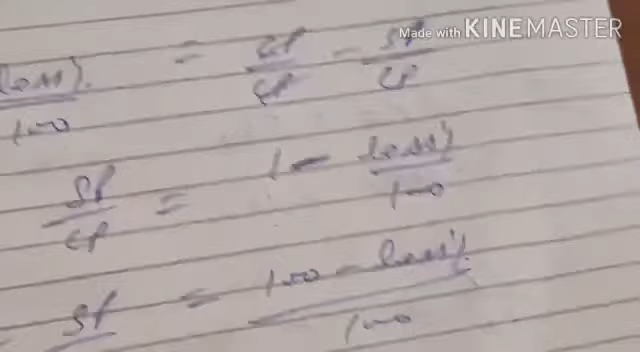 Made with KINEMASTER
loss%/100 = CP/CP - SP/CP
SP/CP = 1 - loss%/100
SP = 100 - loss%/100